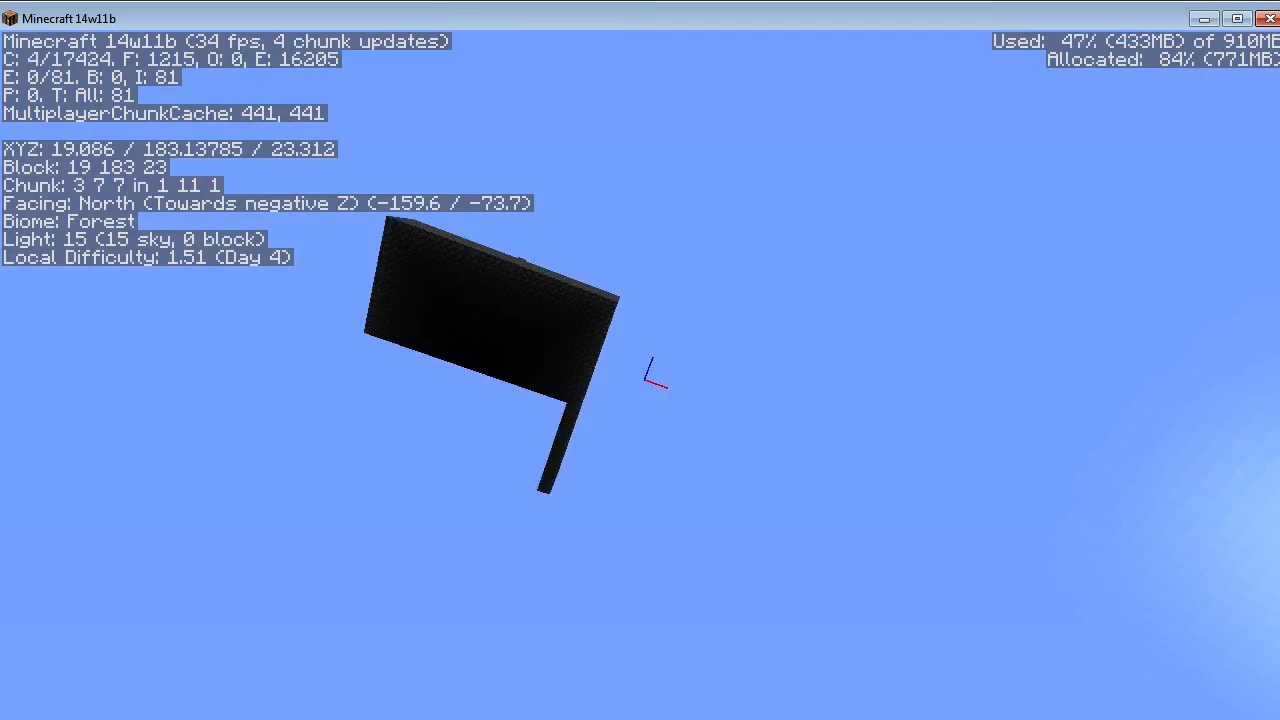 Minecraft 14w11b
Minecraft 14w11b (34 fps, 4 chunk updates)
Used: 47% (433MB) of 910MB
C: 4/17424, F: 1215, O: 0, E: 16205
Allocated: 84% (771MB)
E: 0/81, B: 0, I: 81
P: 0, T: All: 81
MultiplayerChunkCache: 441, 441
XYZ: 19.086 / 183.13785 / 23.312
Block: 19 183 23
Chunk: 3 7 7 in 1 11 1
Facing: North (Towards negative Z) (-159.6 / -73.7)
Biome: Forest
Light: 15 (15 sky, 0 block)
Local Difficulty: 1.51 (Day 4)